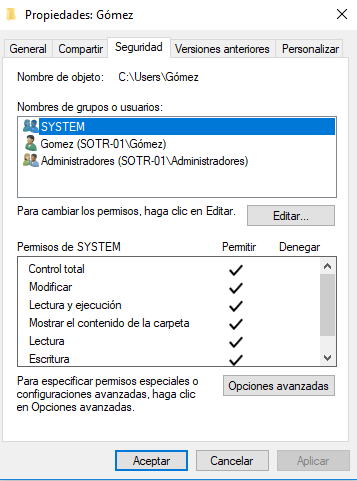 Propiedades: Gómez
General
Compartir
Seguridad
Versiones anteriores
Personalizar
Nombre de objeto: C:\Users\Gómez
Nombres de grupos o usuarios:
SYSTEM
Gomez (SOTR-01\Gómez)
Administradores (SOTR-01\Administradores)
Para cambiar los permisos, haga clic en Editar.
Editar...
Permisos de SYSTEM Permitir Denegar
Control total
Modificar
Lectura y ejecución
Mostrar el contenido de la carpeta
Lectura
Escritura
Para especificar permisos especiales o
configuraciones avanzadas, haga clic
en Opciones avanzadas.
Opciones avanzadas
Aceptar
Cancelar
Aplicar